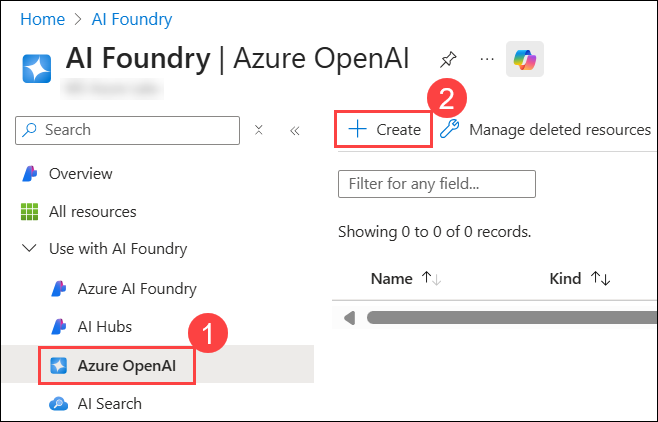 Home > AI Foundry
AI Foundry | Azure OpenAI ...
2
Search
+ Create
Manage deleted resources
Overview
Filter for any field...
All resources
Showing 0 to 0 of 0 records.
Use with AI Foundry
Name ↑↓
Kind ↑↓
Azure AI Foundry
AI Hubs
1
Azure OpenAI
AI Search